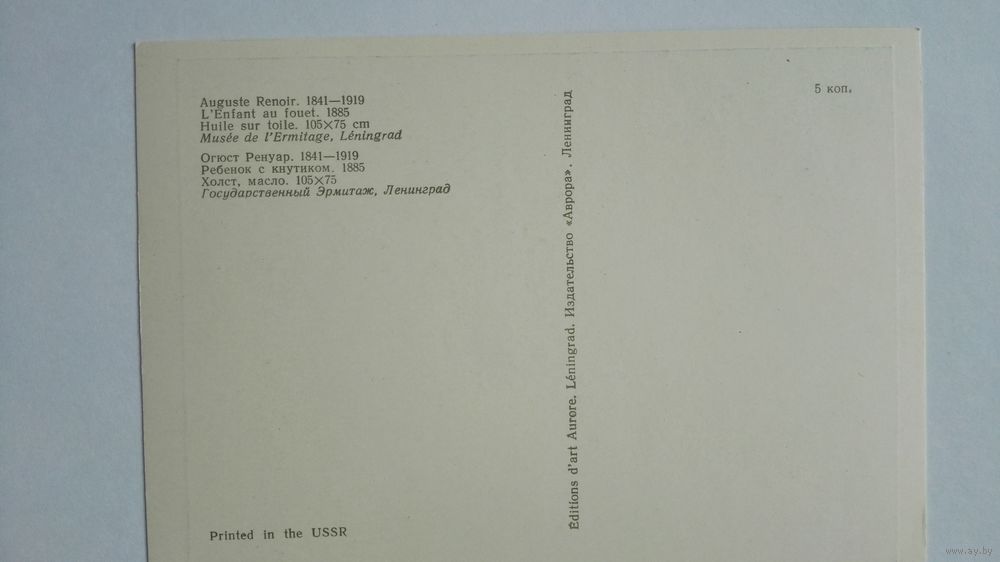 Auguste Renoir. 1841—1919
L'Enfant au fouet. 1885
Huile sur toile. 105×75 cm
Musée de l'Ermitage, Léningrad
Огюст Ренуар. 1841—1919
Ребенок с кнутиком. 1885
Холст, масло. 105×75
Государственный Эрмитаж, Ленинград
Printed in the USSR
Éditions d'art Aurore. Léningrad. Издательство «Аврора». Ленинград
5 коп.
www.ay.by